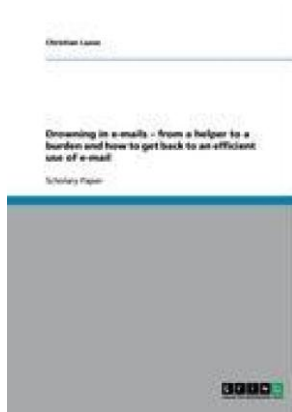 Christian
Drowning in e-mails – from a helper to a
burden and how to get back to an efficient
use of e-mail
Scholary Paper
GRIN